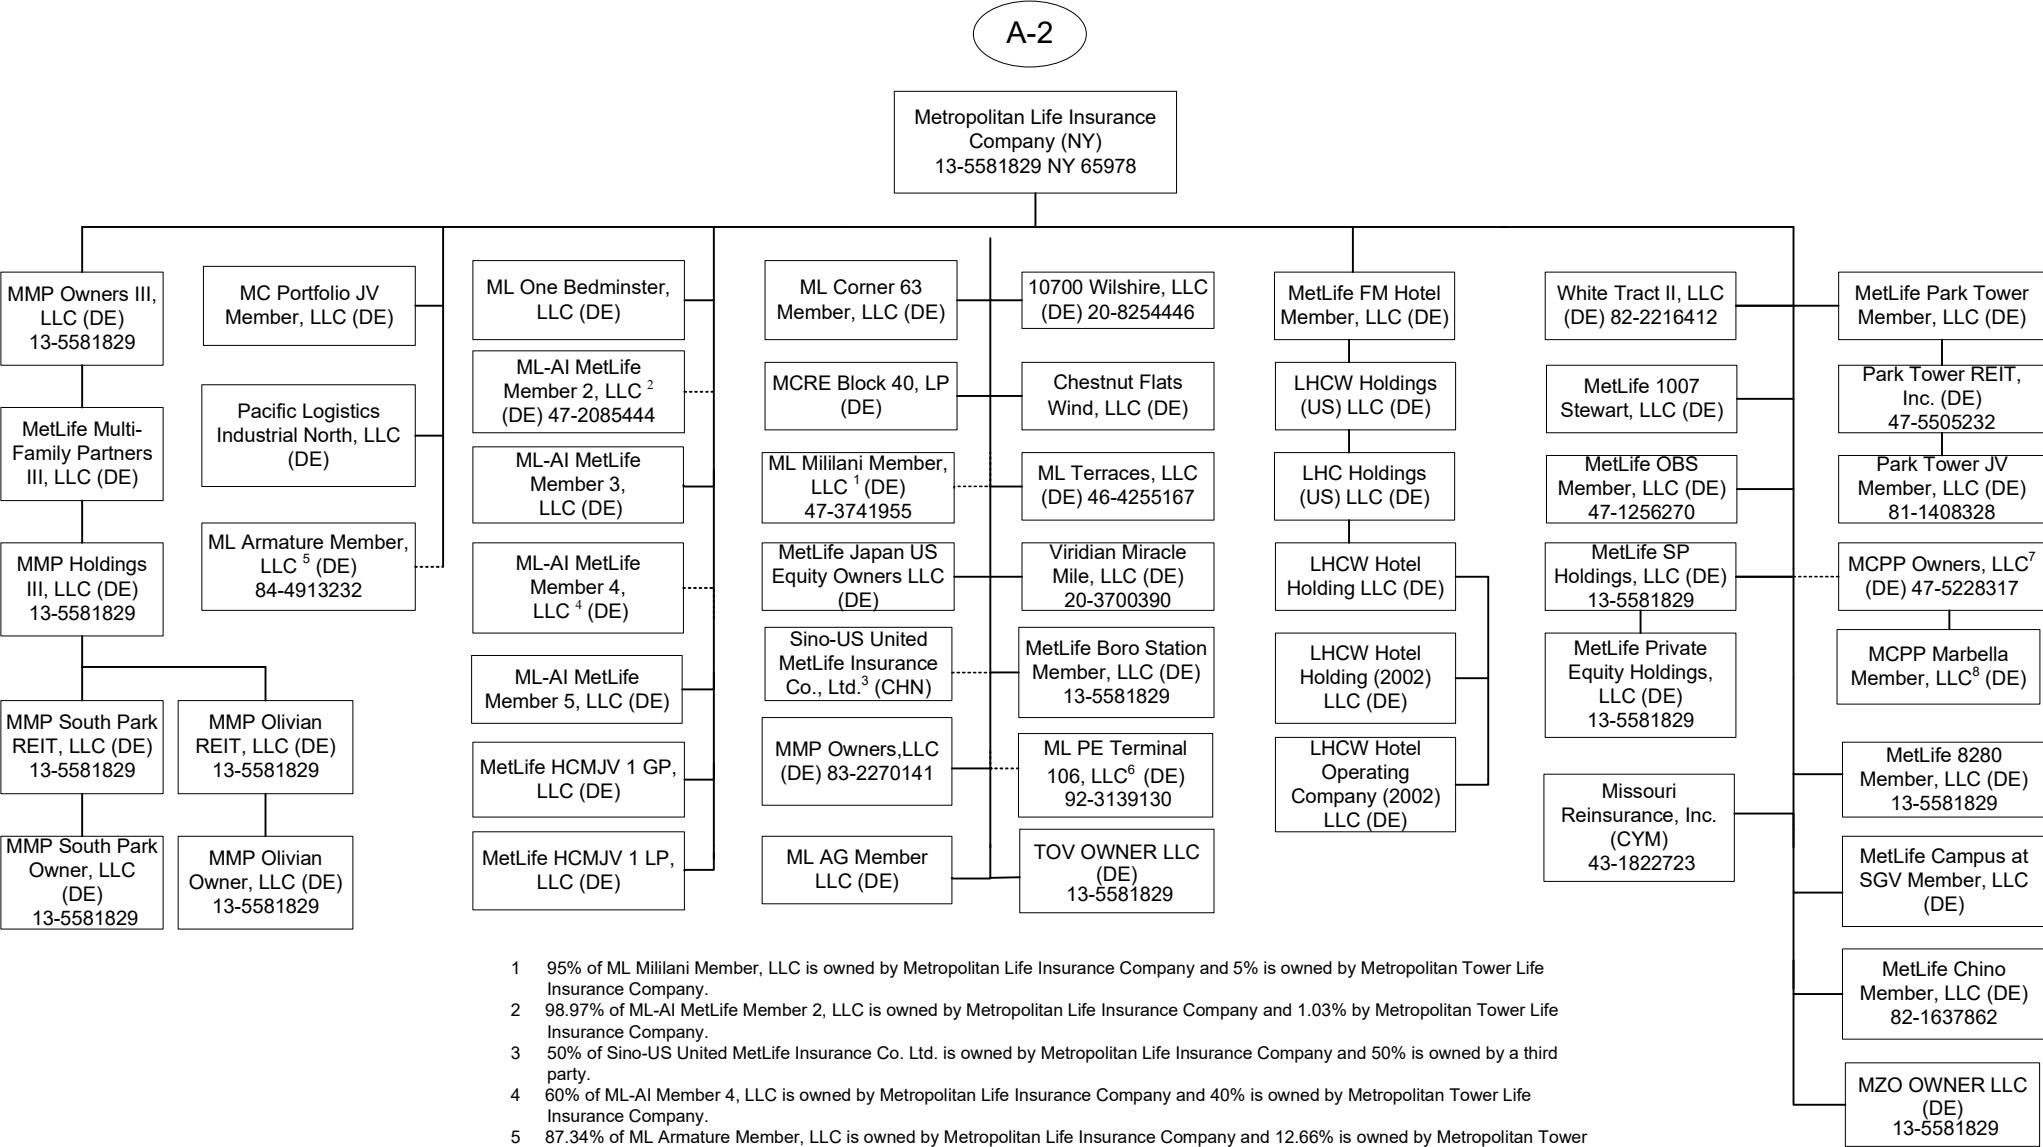 A-2
Metropolitan Life Insurance
Company (NY)
13-5581829 NY 65978
MMP Owners III,
LLC (DE)
13-5581829
MetLife Multi-
Family Partners
III, LLC (DE)
MMP Holdings
III, LLC (DE)
13-5581829
MMP South Park
REIT, LLC (DE)
13-5581829
MMP South Park
Owner, LLC
(DE)
13-5581829
MMP Olivian
REIT, LLC (DE)
13-5581829
MMP Olivian
Owner, LLC (DE)
13-5581829
MC Portfolio JV
Member, LLC (DE)
Pacific Logistics
Industrial North, LLC
(DE)
ML Armature Member,
LLC 5 (DE)
84-4913232
ML One Bedminster,
LLC (DE)
ML-AI MetLife
Member 2, LLC 2
(DE) 47-2085444
ML-AI MetLife
Member 3,
LLC (DE)
ML-AI MetLife
Member 4,
LLC 4 (DE)
ML-AI MetLife
Member 5, LLC (DE)
MetLife HCMJV 1 GP,
LLC (DE)
MetLife HCMJV 1 LP,
LLC (DE)
ML Corner 63
Member, LLC (DE)
MCRE Block 40, LP
(DE)
ML Mililani Member,
LLC 1 (DE)
47-3741955
MetLife Japan US
Equity Owners LLC
(DE)
Sino-US United
MetLife Insurance
Co., Ltd.3 (CHN)
MMP Owners,LLC
(DE) 83-2270141
ML AG Member
LLC (DE)
10700 Wilshire, LLC
(DE) 20-8254446
Chestnut Flats
Wind, LLC (DE)
ML Terraces, LLC
(DE) 46-4255167
Viridian Miracle
Mile, LLC (DE)
20-3700390
MetLife Boro Station
Member, LLC (DE)
13-5581829
ML PE Terminal
106, LLC6 (DE)
92-3139130
TOV OWNER LLC
(DE)
13-5581829
MetLife FM Hotel
Member, LLC (DE)
LHCW Holdings
(US) LLC (DE)
LHC Holdings
(US) LLC (DE)
LHCW Hotel
Holding LLC (DE)
LHCW Hotel
Holding (2002)
LLC (DE)
LHCW Hotel
Operating
Company (2002)
LLC (DE)
White Tract II, LLC
(DE) 82-2216412
MetLife 1007
Stewart, LLC (DE)
MetLife OBS
Member, LLC (DE)
47-1256270
MetLife SP
Holdings, LLC (DE)
13-5581829
MetLife Private
Equity Holdings,
LLC (DE)
13-5581829
Missouri
Reinsurance, Inc.
(CYM)
43-1822723
MetLife Park Tower
Member, LLC (DE)
Park Tower REIT,
Inc. (DE)
47-5505232
Park Tower JV
Member, LLC (DE)
81-1408328
MCPP Owners, LLC7
(DE) 47-5228317
MCPP Marbella
Member, LLC8 (DE)
MetLife 8280
Member, LLC (DE)
13-5581829
MetLife Campus at
SGV Member, LLC
(DE)
MetLife Chino
Member, LLC (DE)
82-1637862
MZO OWNER LLC
(DE)
13-5581829
1 95% of ML Mililani Member, LLC is owned by Metropolitan Life Insurance Company and 5% is owned by Metropolitan Tower Life
Insurance Company.
2 98.97% of ML-AI MetLife Member 2, LLC is owned by Metropolitan Life Insurance Company and 1.03% by Metropolitan Tower Life
Insurance Company.
3 50% of Sino-US United MetLife Insurance Co. Ltd. is owned by Metropolitan Life Insurance Company and 50% is owned by a third
party.
4 60% of ML-AI Member 4, LLC is owned by Metropolitan Life Insurance Company and 40% is owned by Metropolitan Tower Life
Insurance Company.
5 87.34% of ML Armature Member, LLC is owned by Metropolitan Life Insurance Company and 12.66% is owned by Metropolitan Tower